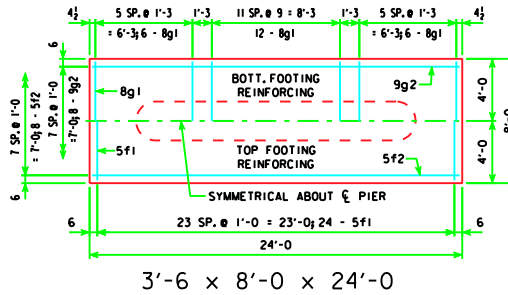 4½ 5 SP.@ 1'-3 1'-3 11 SP.@ 9 = 8'-3 1'-3 5 SP.@ 1'-3 4½
= 6'-3; 6 - 8g1 12 - 8g1 = 6'-3; 6 - 8g1
6
BOTT. FOOTING
REINFORCING
9g2
8g1
7 SP.@ 1'-0
= 7'-0; 8 - 5f2
7 SP.@ 1'-0
= 7'-0; 8 - 9g2
4'-0
8'-0
4'-0
TOP FOOTING
REINFORCING
5f1
5f2
6
SYMMETRICAL ABOUT ℄ PIER
6 23 SP.@ 1'-0 = 23'-0; 24 - 5f1 6
24'-0
3'-6 x 8'-0 x 24'-0